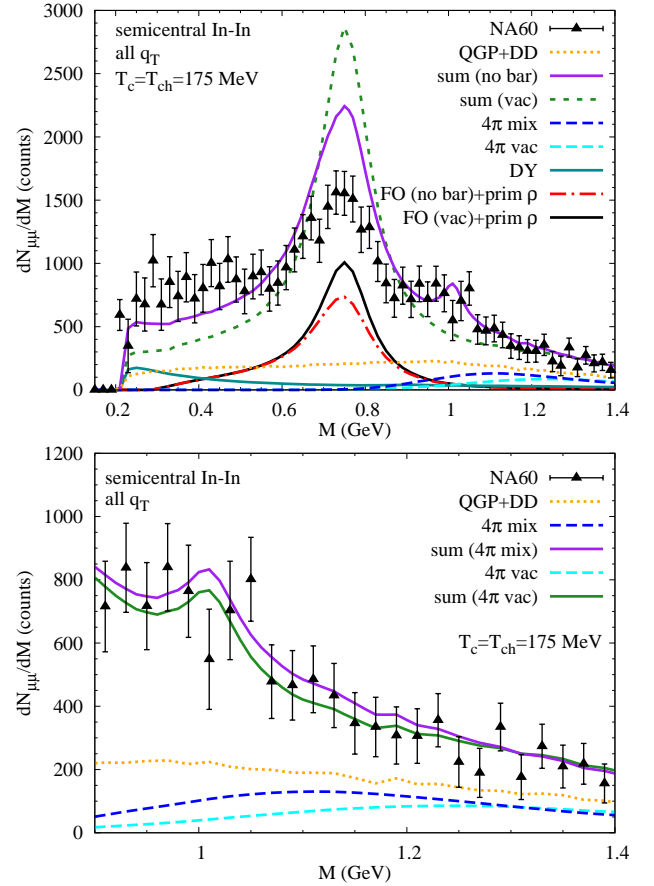 semicentral In-In
all q_T
T_c=T_ch=175 MeV
NA60
QGP+DD
sum (no bar)
sum (vac)
4π mix
4π vac
DY
FO (no bar)+prim ρ
FO (vac)+prim ρ
dN_μμ/dM (counts)
3000
2500
2000
1500
1000
500
0
0.2
0.4
0.6
0.8
1
1.2
1.4
M (GeV)
semicentral In-In
all q_T
NA60
QGP+DD
4π mix
sum (4π mix)
4π vac
sum (4π vac)
T_c=T_ch=175 MeV
dN_μμ/dM (counts)
1200
1000
800
600
400
200
0
1
1.2
1.4
M (GeV)